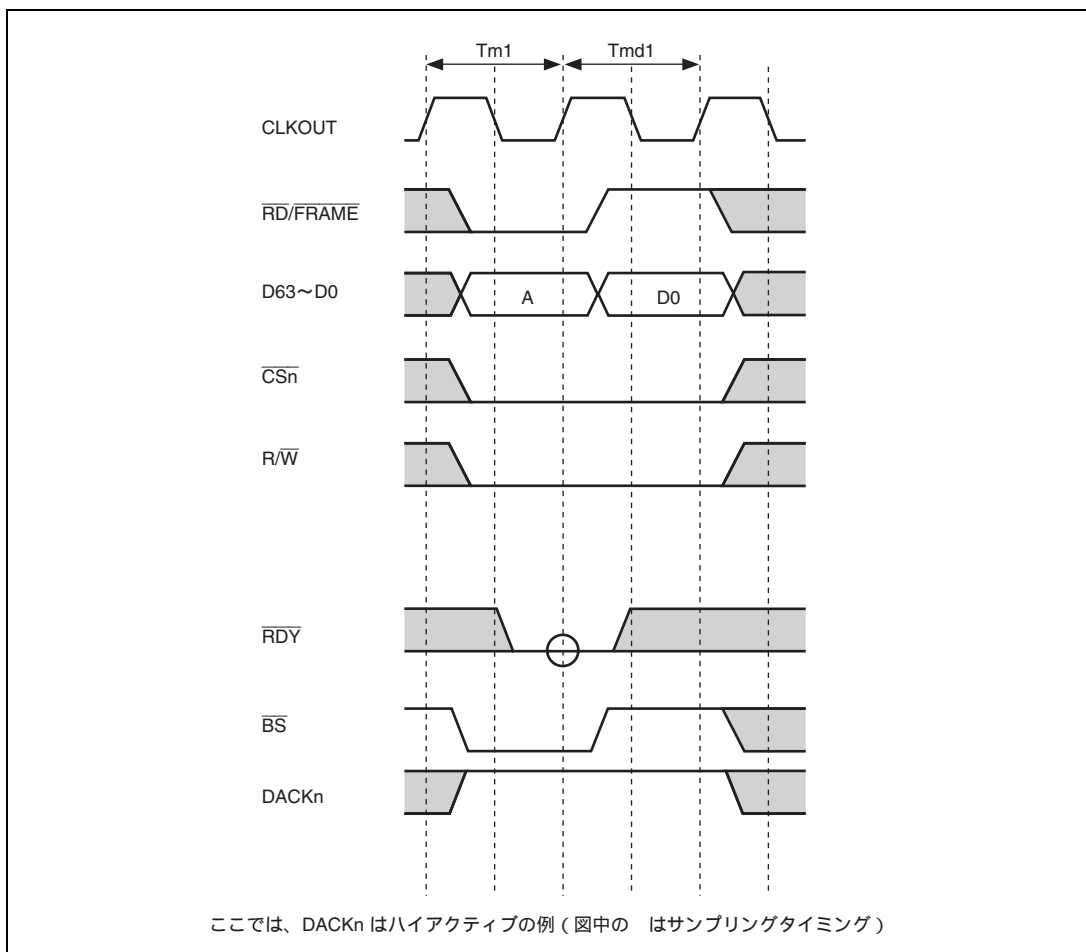 Tm1 Tmd1
CLKOUT
RD/FRAME
D63～D0
A D0
CSn
R/W
RDY
BS
DACKn
ここでは、DACKn はハイアクティブの例（図中の　はサンプリングタイミング）